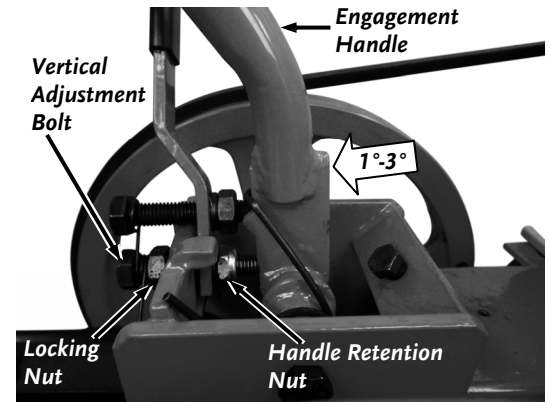 Engagement
Handle
Vertical
Adjustment
Bolt
1°-3°
Locking
Nut
Handle Retention
Nut